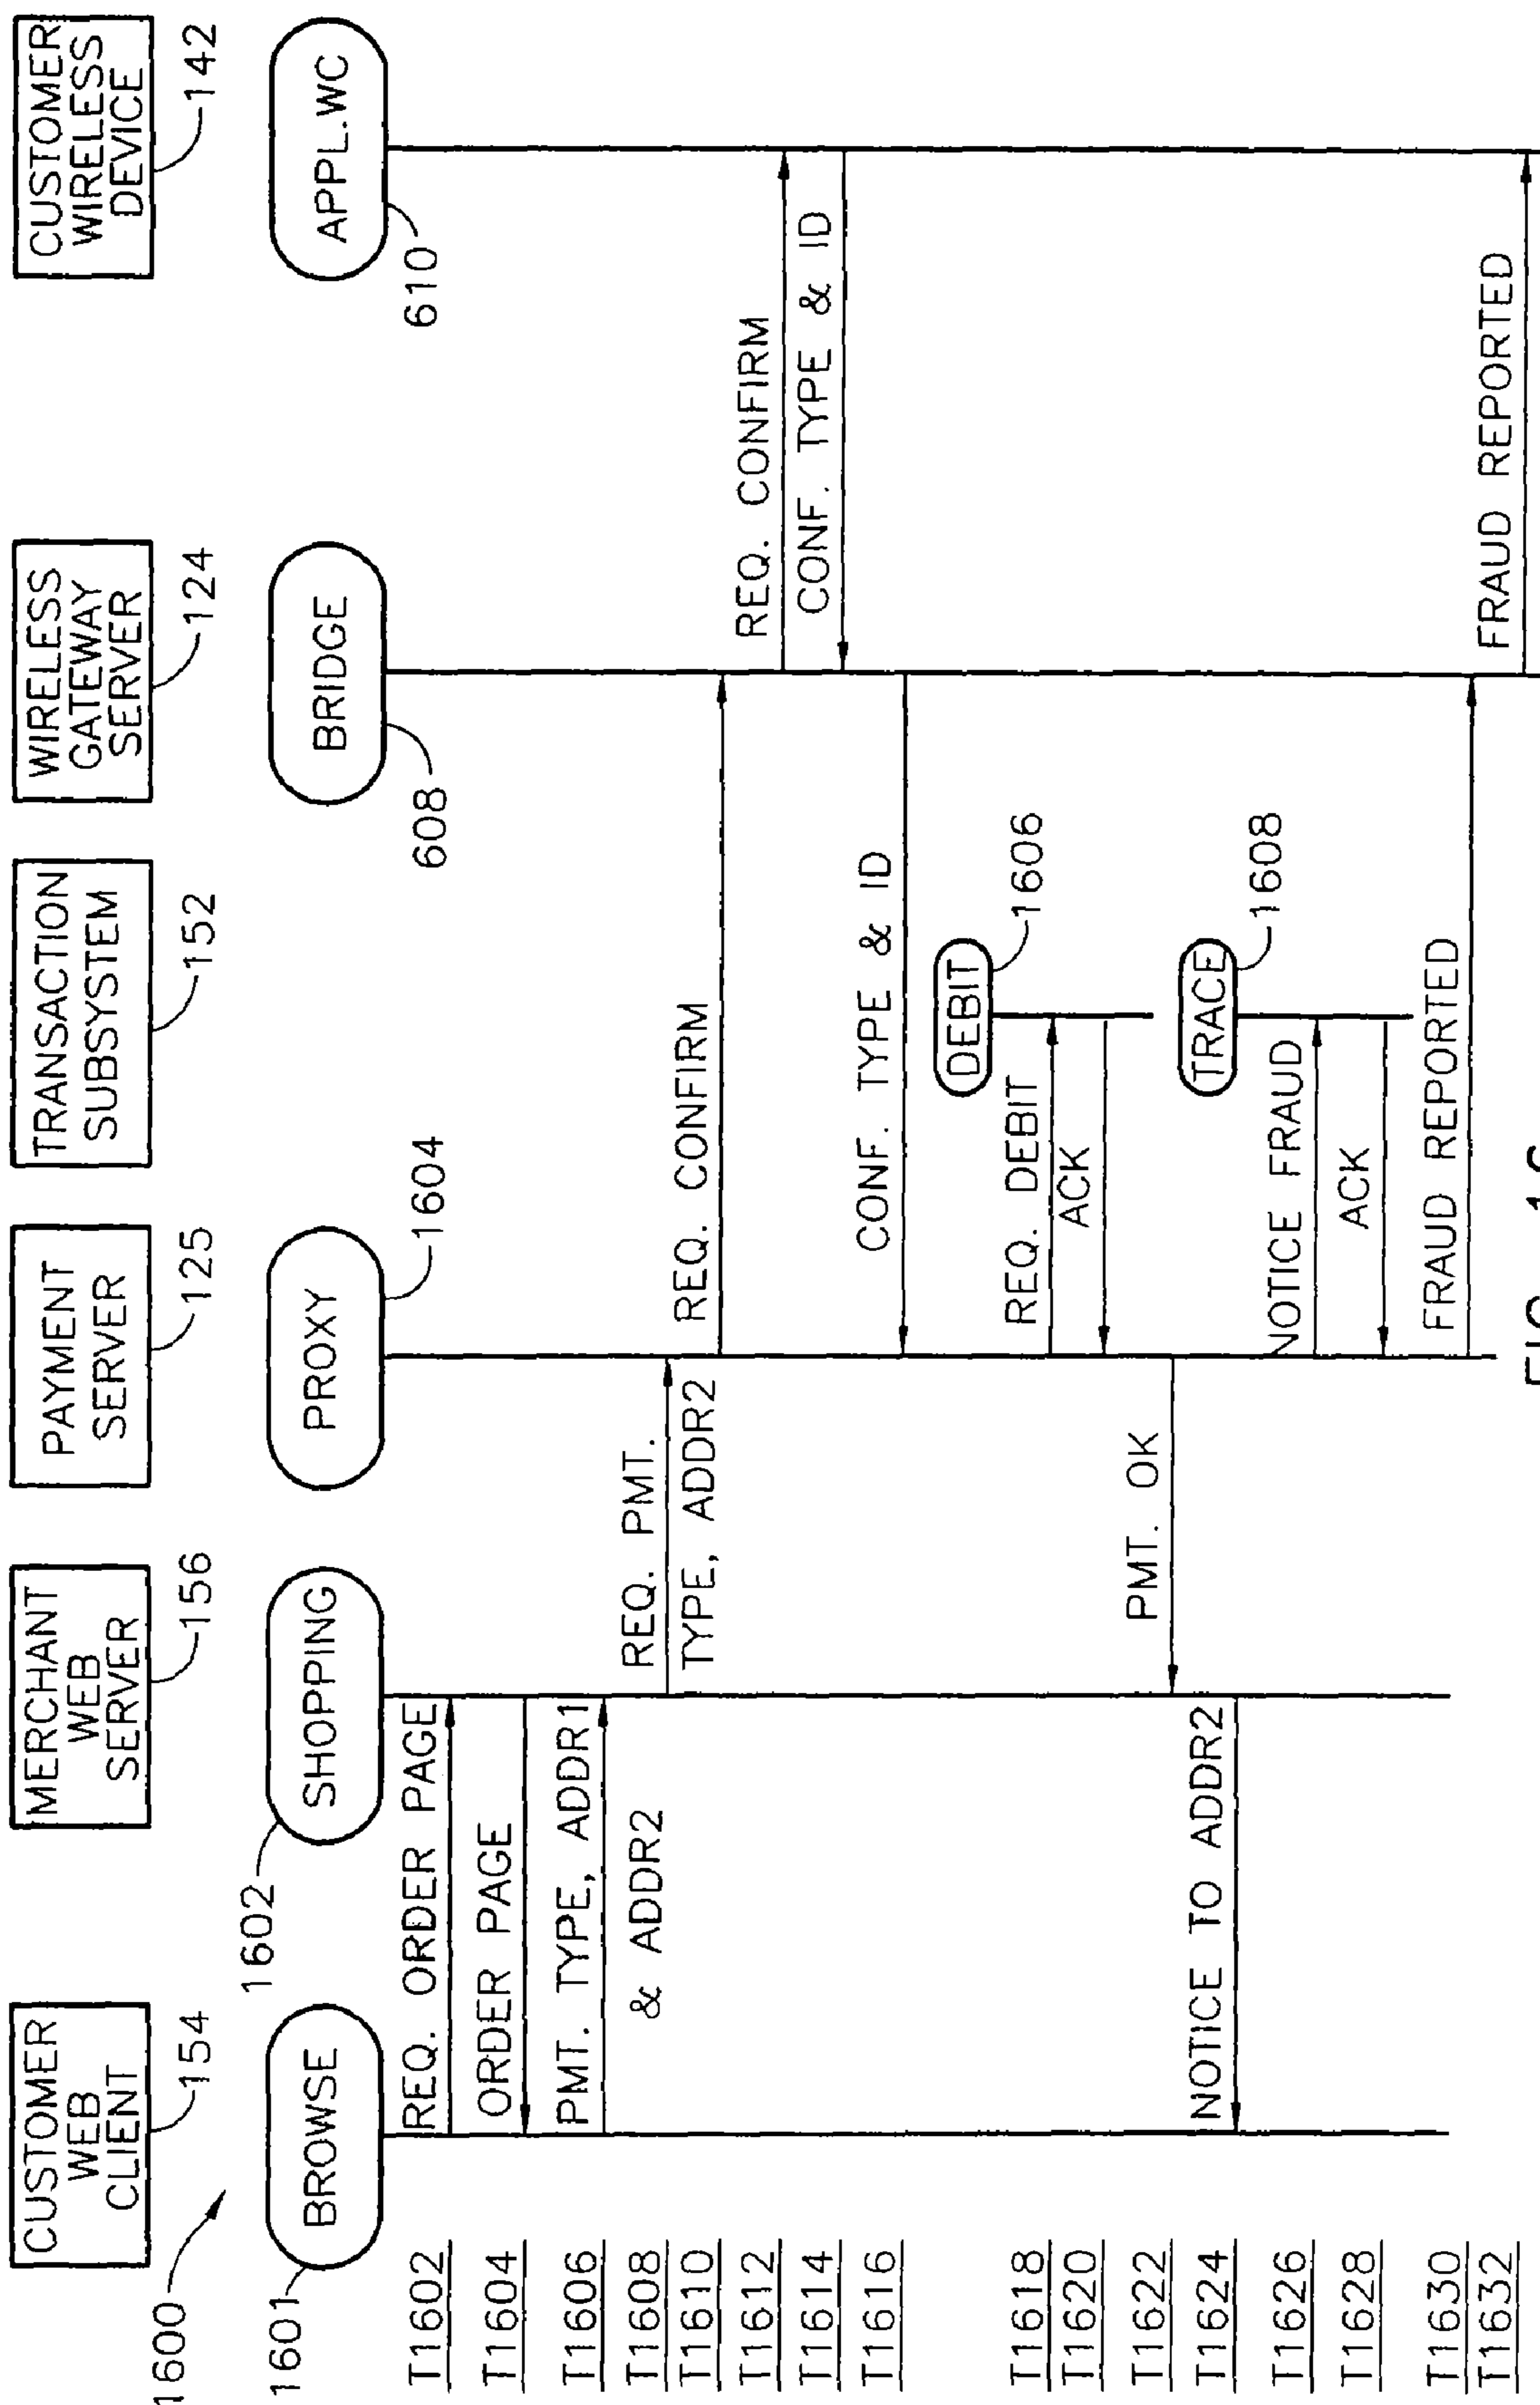 CUSTOMER
WEB
CLIENT
154
MERCHANT
WEB
SERVER
156
PAYMENT
SERVER
125
TRANSACTION
SUBSYSTEM
152
WIRELESS
GATEWAY
SERVER
124
CUSTOMER
WIRELESS
DEVICE
142
1600
1601
BROWSE
1602
SHOPPING
PROXY
1604
BRIDGE
608
APPL.WC
610
T1602
REQ. ORDER PAGE
T1604
ORDER PAGE
T1606
PMT. TYPE, ADDR1
& ADDR2
T1608
REQ. PMT.
TYPE, ADDR2
T1610
REQ. CONFIRM
T1612
REQ. CONFIRM
T1614
CONF. TYPE & ID
T1616
CONF. TYPE & ID
DEBIT
1606
T1618
REQ. DEBIT
T1620
ACK
T1622
PMT. OK
T1624
NOTICE TO ADDR2
TRACE
1608
T1626
NOTICE FRAUD
T1628
ACK
T1630
FRAUD REPORTED
T1632
FRAUD REPORTED